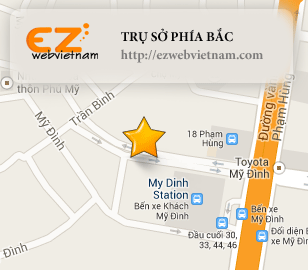 EZ
webvietnam
TRỤ SỞ PHÍA BẮC
http://ezwebvietnam.com
thôn Phú Mỹ
Trần Bình
Mỹ Đình
18 Phạm
Hùng
Phạm Hùng
Toyota
Mỹ Đình
My Dinh
Station
Bến xe Khách
Mỹ Đình
Bến xe
Mỹ Đình
Đầu cuối 30,
33, 44, 46
Đối diện B
xe Mỹ Đình
Đình